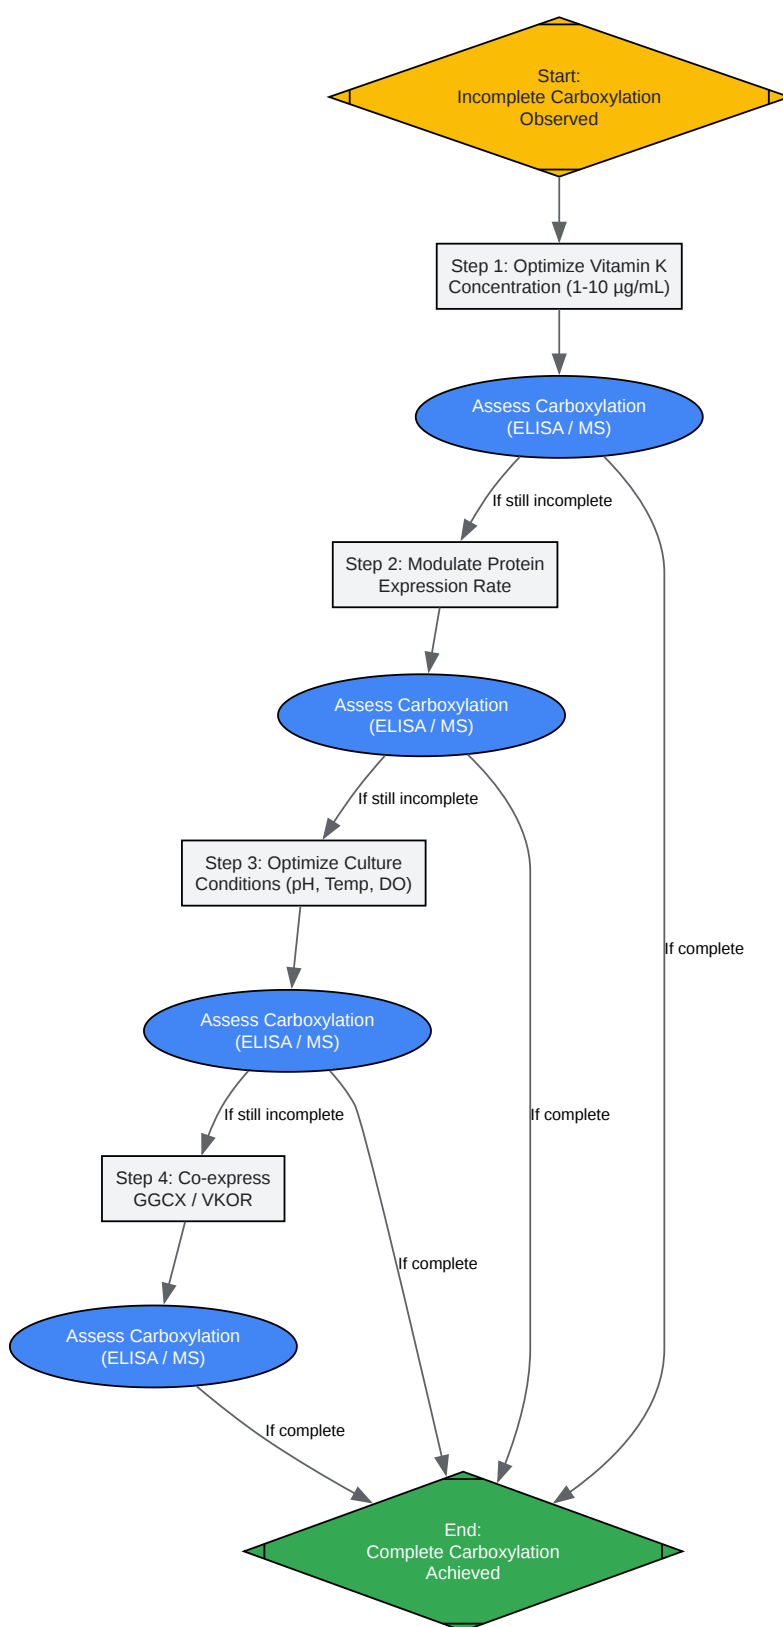 Start:
Incomplete Carboxylation
Observed
Step 1: Optimize Vitamin K
Concentration (1-10 µg/mL)
Assess Carboxylation
(ELISA / MS)
If still incomplete
Step 2: Modulate Protein
Expression Rate
Assess Carboxylation
(ELISA / MS)
If still incomplete
Step 3: Optimize Culture
Conditions (pH, Temp, DO)
If complete
Assess Carboxylation
(ELISA / MS)
If still incomplete
If complete
Step 4: Co-express
GGCX / VKOR
If complete
Assess Carboxylation
(ELISA / MS)
If complete
End:
Complete Carboxylation
Achieved